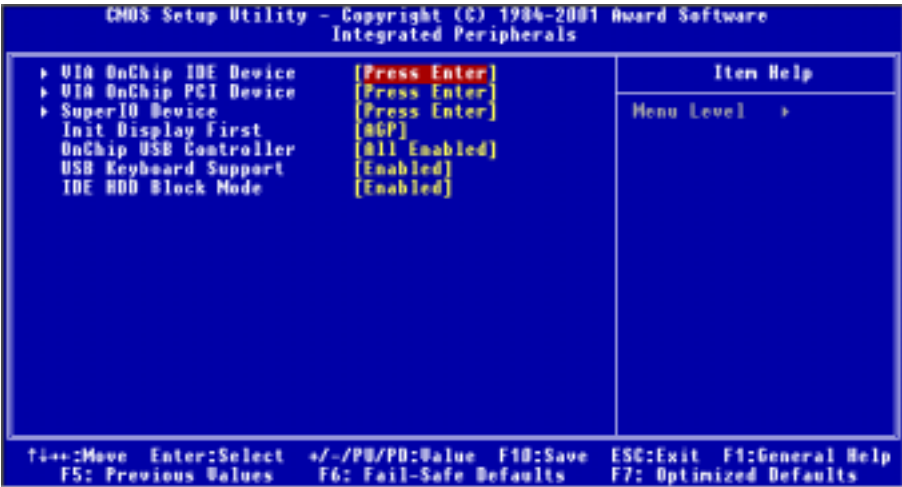 CMOS Setup Utility - Copyright (C) 1984-2001 Award Software
Integrated Peripherals
▸ VIA OnChip IDE Device [Press Enter]
▸ VIA OnChip PCI Device [Press Enter]
▸ SuperIO Device [Press Enter]
Init Display First [AGP]
OnChip USB Controller [All Enabled]
USB Keyboard Support [Enabled]
IDE HDD Block Mode [Enabled]
Item Help
Menu Level ▸
↑↓→←:Move Enter:Select +/-/PU/PD:Value F10:Save ESC:Exit F1:General Help
F5: Previous Values F6: Fail-Safe Defaults F7: Optimized Defaults